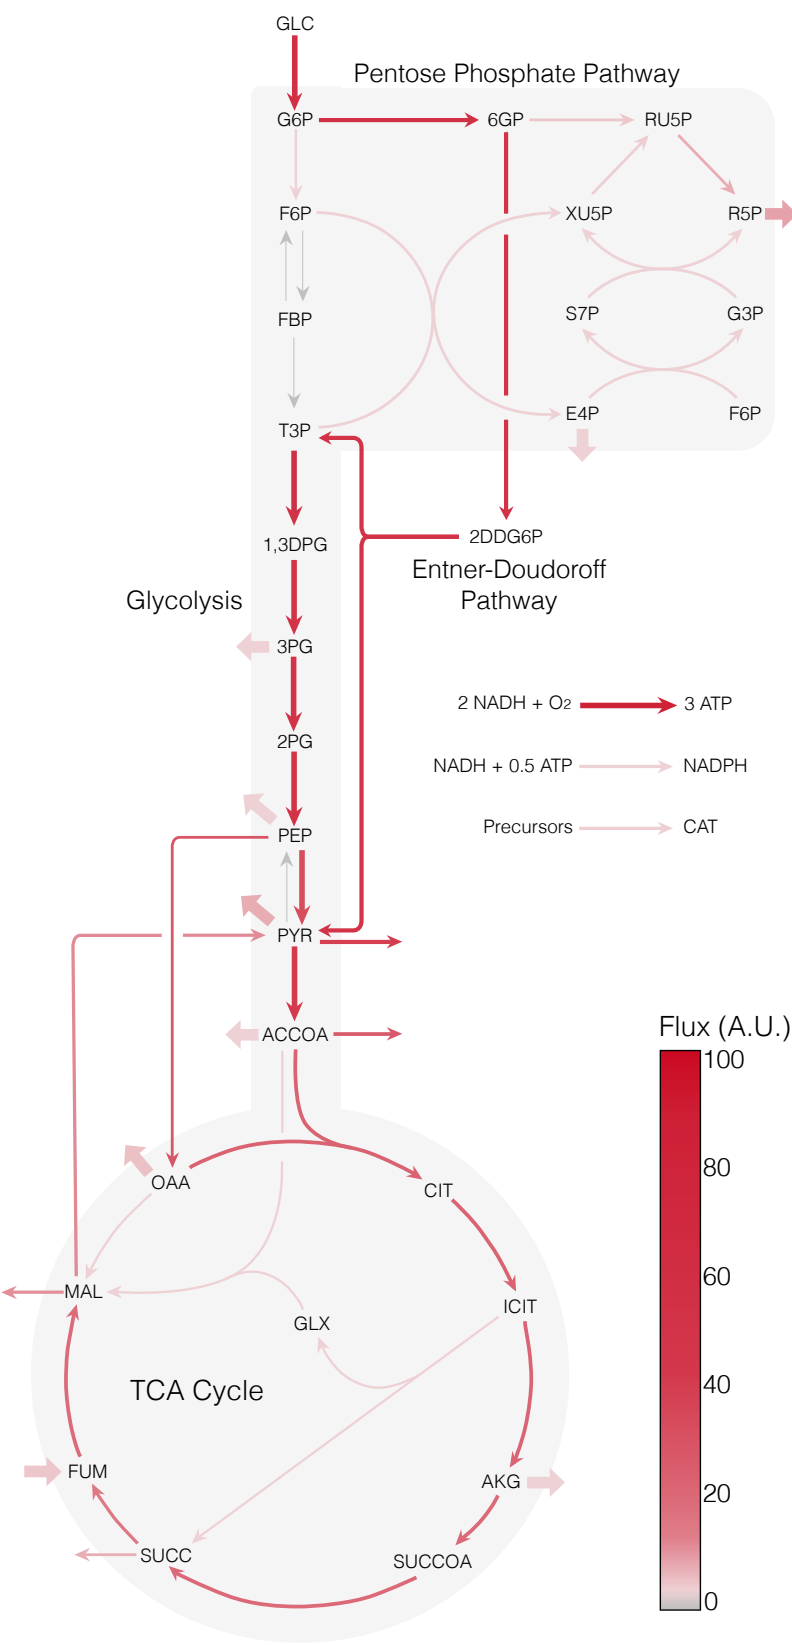 GLC
Pentose Phosphate Pathway
G6P
6GP
RU5P
F6P
XU5P
R5P
FBP
S7P
G3P
T3P
E4P
F6P
1,3DPG
2DDG6P
Entner-Doudoroff
Pathway
Glycolysis
3PG
2 NADH + O2
3 ATP
2PG
NADH + 0.5 ATP
NADPH
Precursors
CAT
PEP
PYR
ACCOA
Flux (A.U.)
100
80
60
40
20
0
OAA
CIT
MAL
ICIT
GLX
TCA Cycle
FUM
AKG
SUCC
SUCCOA